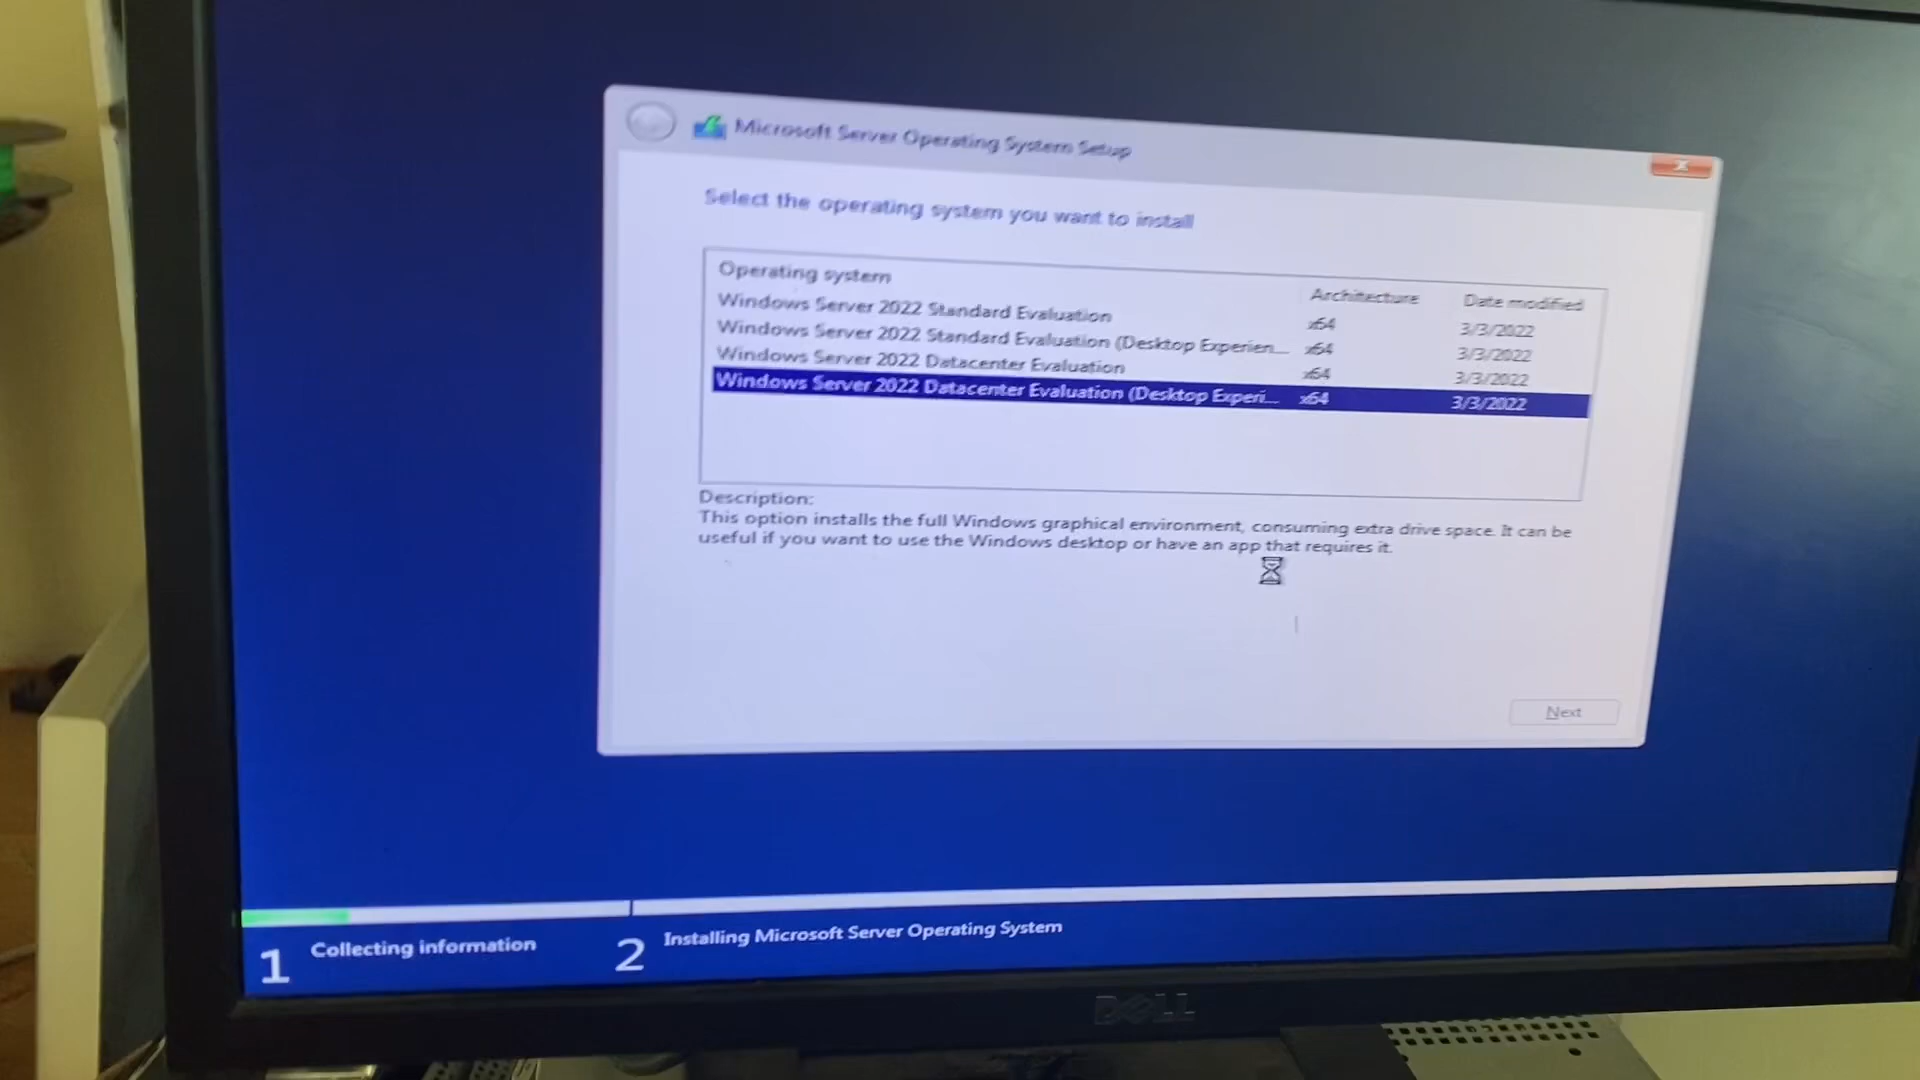 Microsoft Server Operating System Setup
Select the operating system you want to install
Operating system Architecture Date modified
Windows Server 2022 Standard Evaluation x64 3/3/2022
Windows Server 2022 Standard Evaluation (Desktop Experien... x64 3/3/2022
Windows Server 2022 Datacenter Evaluation x64 3/3/2022
Windows Server 2022 Datacenter Evaluation (Desktop Experi... x64 3/3/2022
Description:
This option installs the full Windows graphical environment, consuming extra drive space. It can be
useful if you want to use the Windows desktop or have an app that requires it.
Next
1 Collecting information 2 Installing Microsoft Server Operating System
DELL